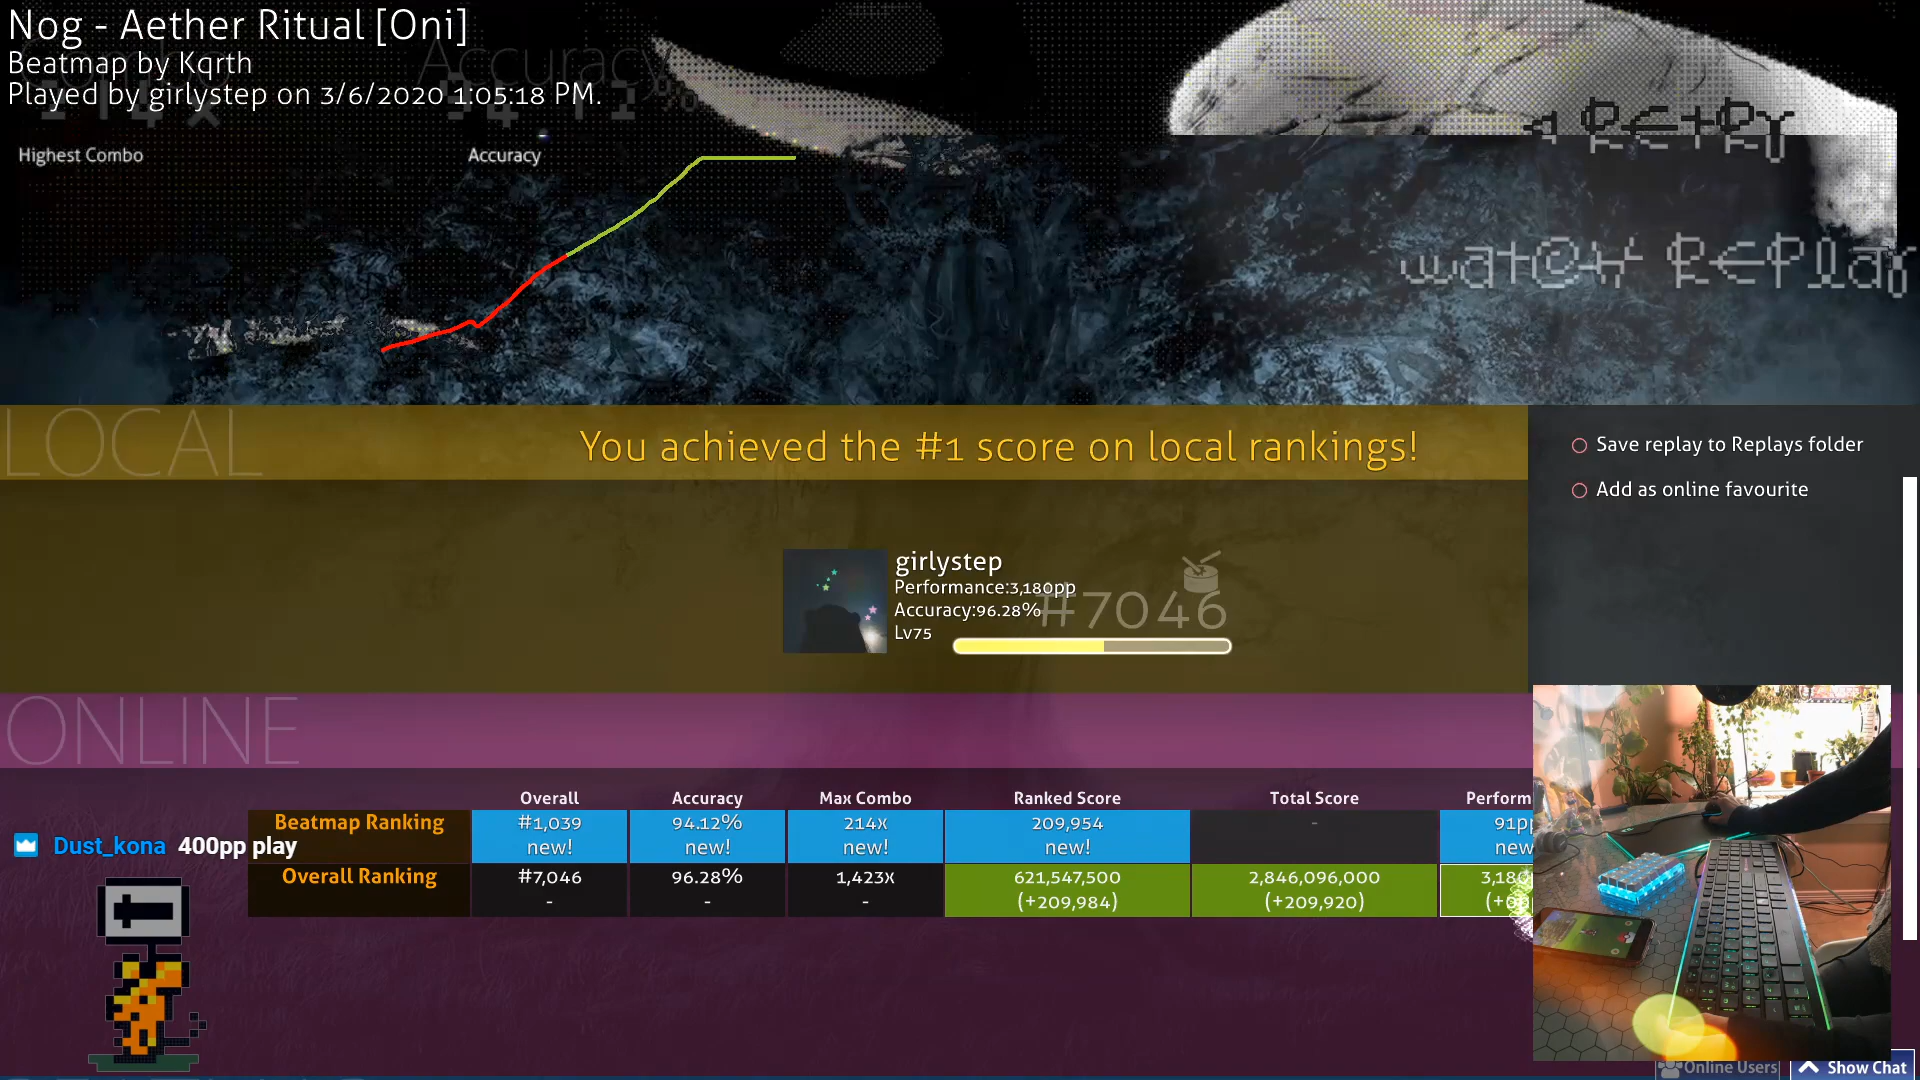 Nog - Aether Ritual [Oni]
Beatmap by Kqrth
Played by girlystep on 3/6/2020 1:05:18 PM.
Accuracy
Highest Combo
Accuracy
RETRY
WATCH REPLAY
LOCAL
You achieved the #1 score on local rankings!
Save replay to Replays folder
Add as online favourite
girlystep
Performance:3,180pp
#7046
Accuracy:96.28%
Lv75
ONLINE
Overall Accuracy Max Combo Ranked Score Total Score Perform
Beatmap Ranking #1,039 94.12% 214x 209,954 - 91pp
new! new! new! new! new
Dust_kona 400pp play
Overall Ranking #7,046 96.28% 1,423x 621,547,500 2,846,096,000 3,180
- - - (+209,984) (+209,920)
Online Users
Show Chat